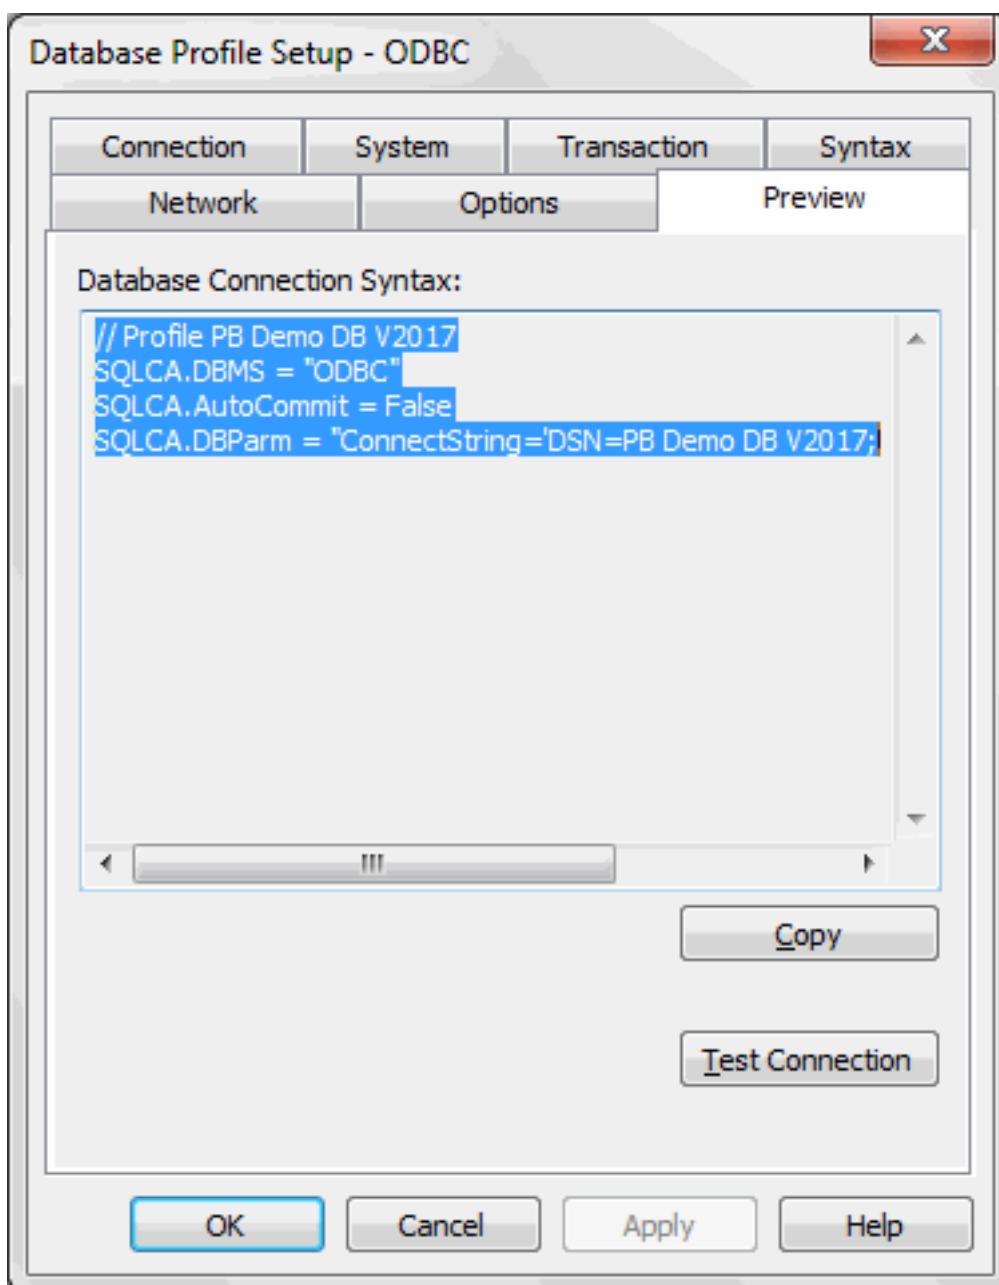 Database Profile Setup - ODBC
Connection System Transaction Syntax
Network Options Preview
Database Connection Syntax:
// Profile PB Demo DB V2017
SQLCA.DBMS = "ODBC"
SQLCA.AutoCommit = False
SQLCA.DBParm = "ConnectString='DSN=PB Demo DB V2017;
Copy
Test Connection
OK Cancel Apply Help